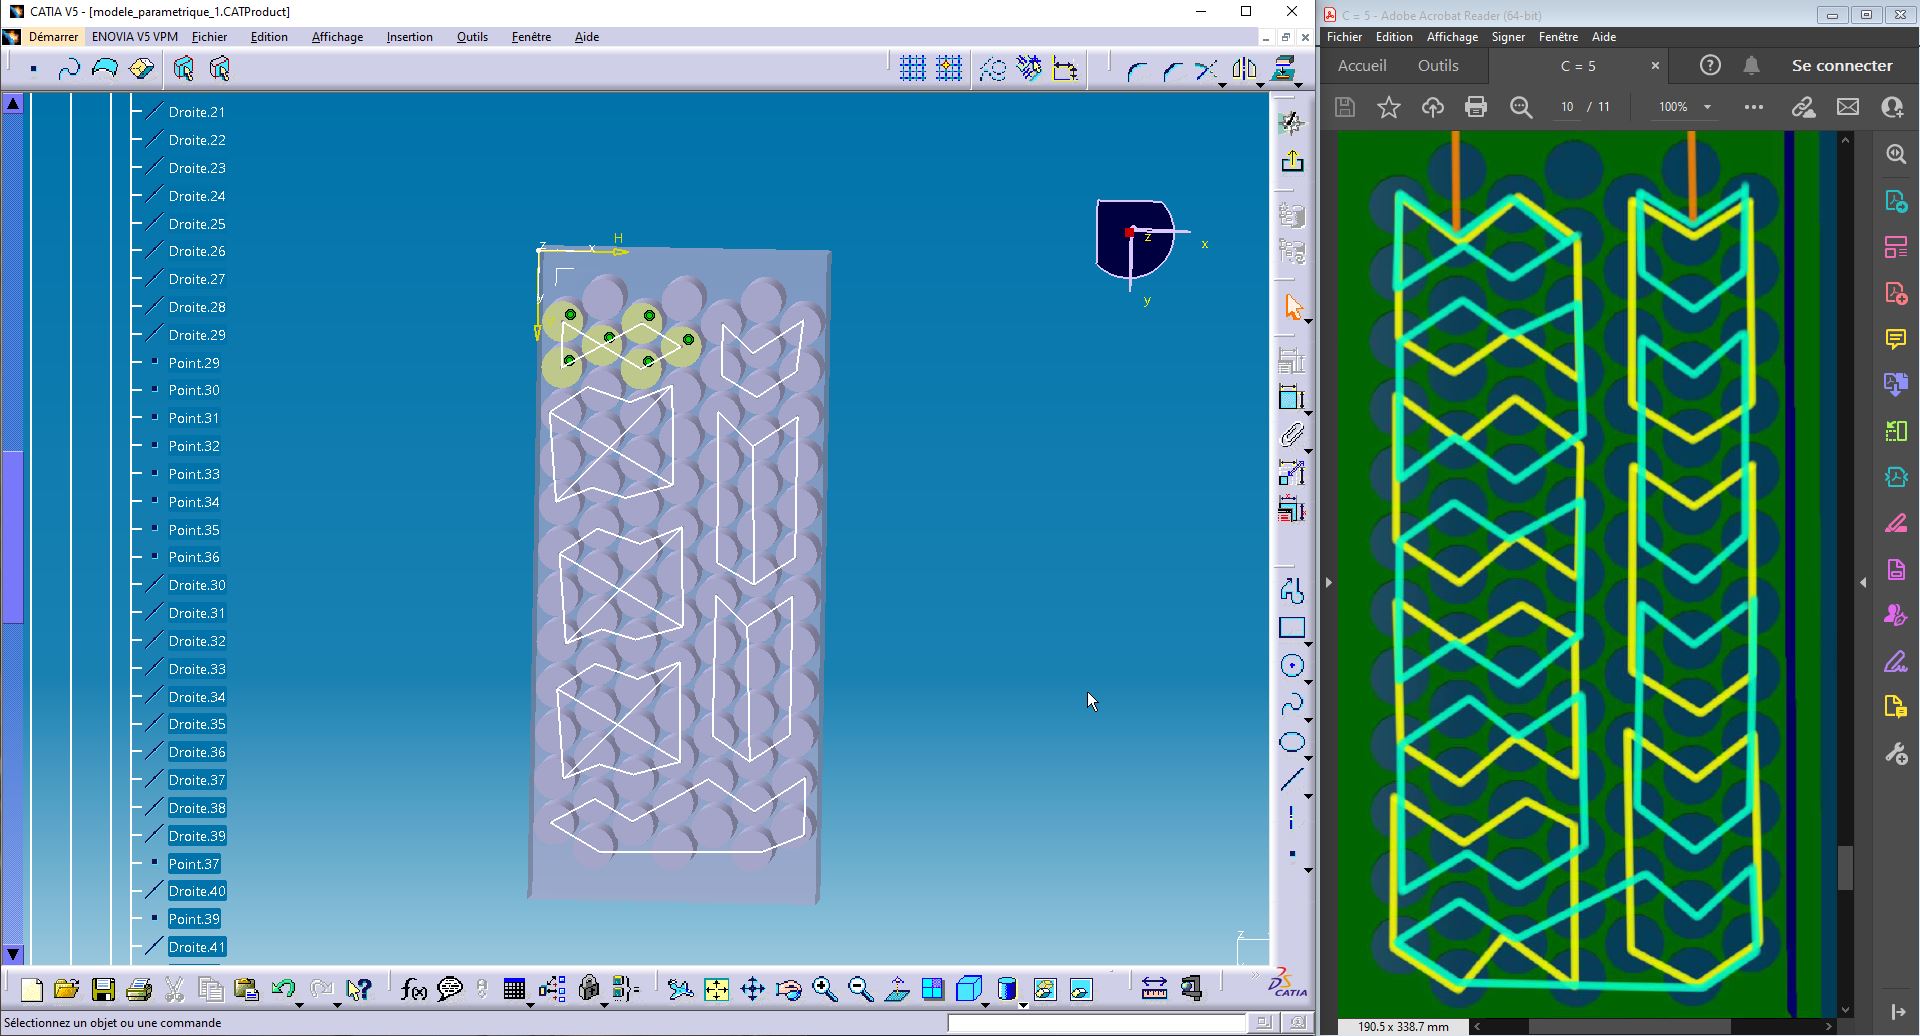 CATIA V5 - [modele_parametrique_1.CATProduct]
Démarrer ENOVIA V5 VPM Fichier Edition Affichage Insertion Outils Fenêtre Aide
Droite.21
Droite.22
Droite.23
Droite.24
Droite.25
Droite.26
Droite.27
Droite.28
Droite.29
Point.29
Point.30
Point.31
Point.32
Point.33
Point.34
Point.35
Point.36
Droite.30
Droite.31
Droite.32
Droite.33
Droite.34
Droite.35
Droite.36
Droite.37
Droite.38
Droite.39
Point.37
Droite.40
Point.39
Droite.41
z x H
y
z x
y
z
f(x)
CATIA
Sélectionnez un objet ou une commande
C = 5 - Adobe Acrobat Reader (64-bit)
Fichier Edition Affichage Signer Fenêtre Aide
Accueil Outils C = 5 Se connecter
10 / 11 100%
190.5 x 338.7 mm